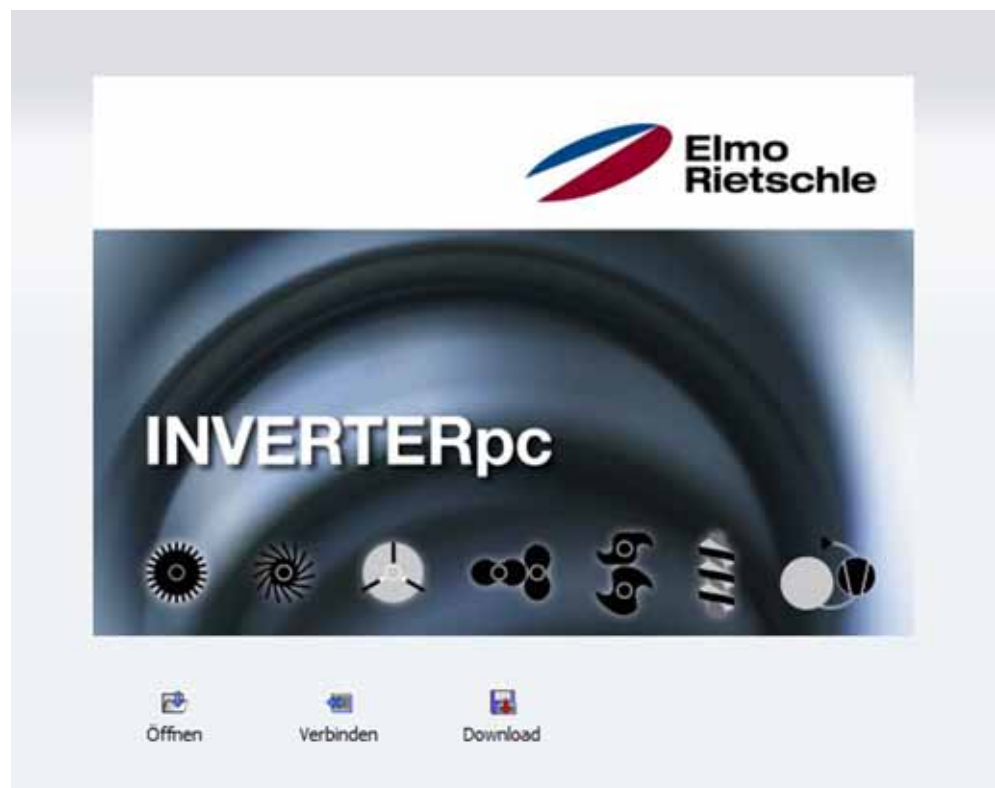 Elmo
Rietschle
INVERTERpc
Öffnen
Verbinden
Download